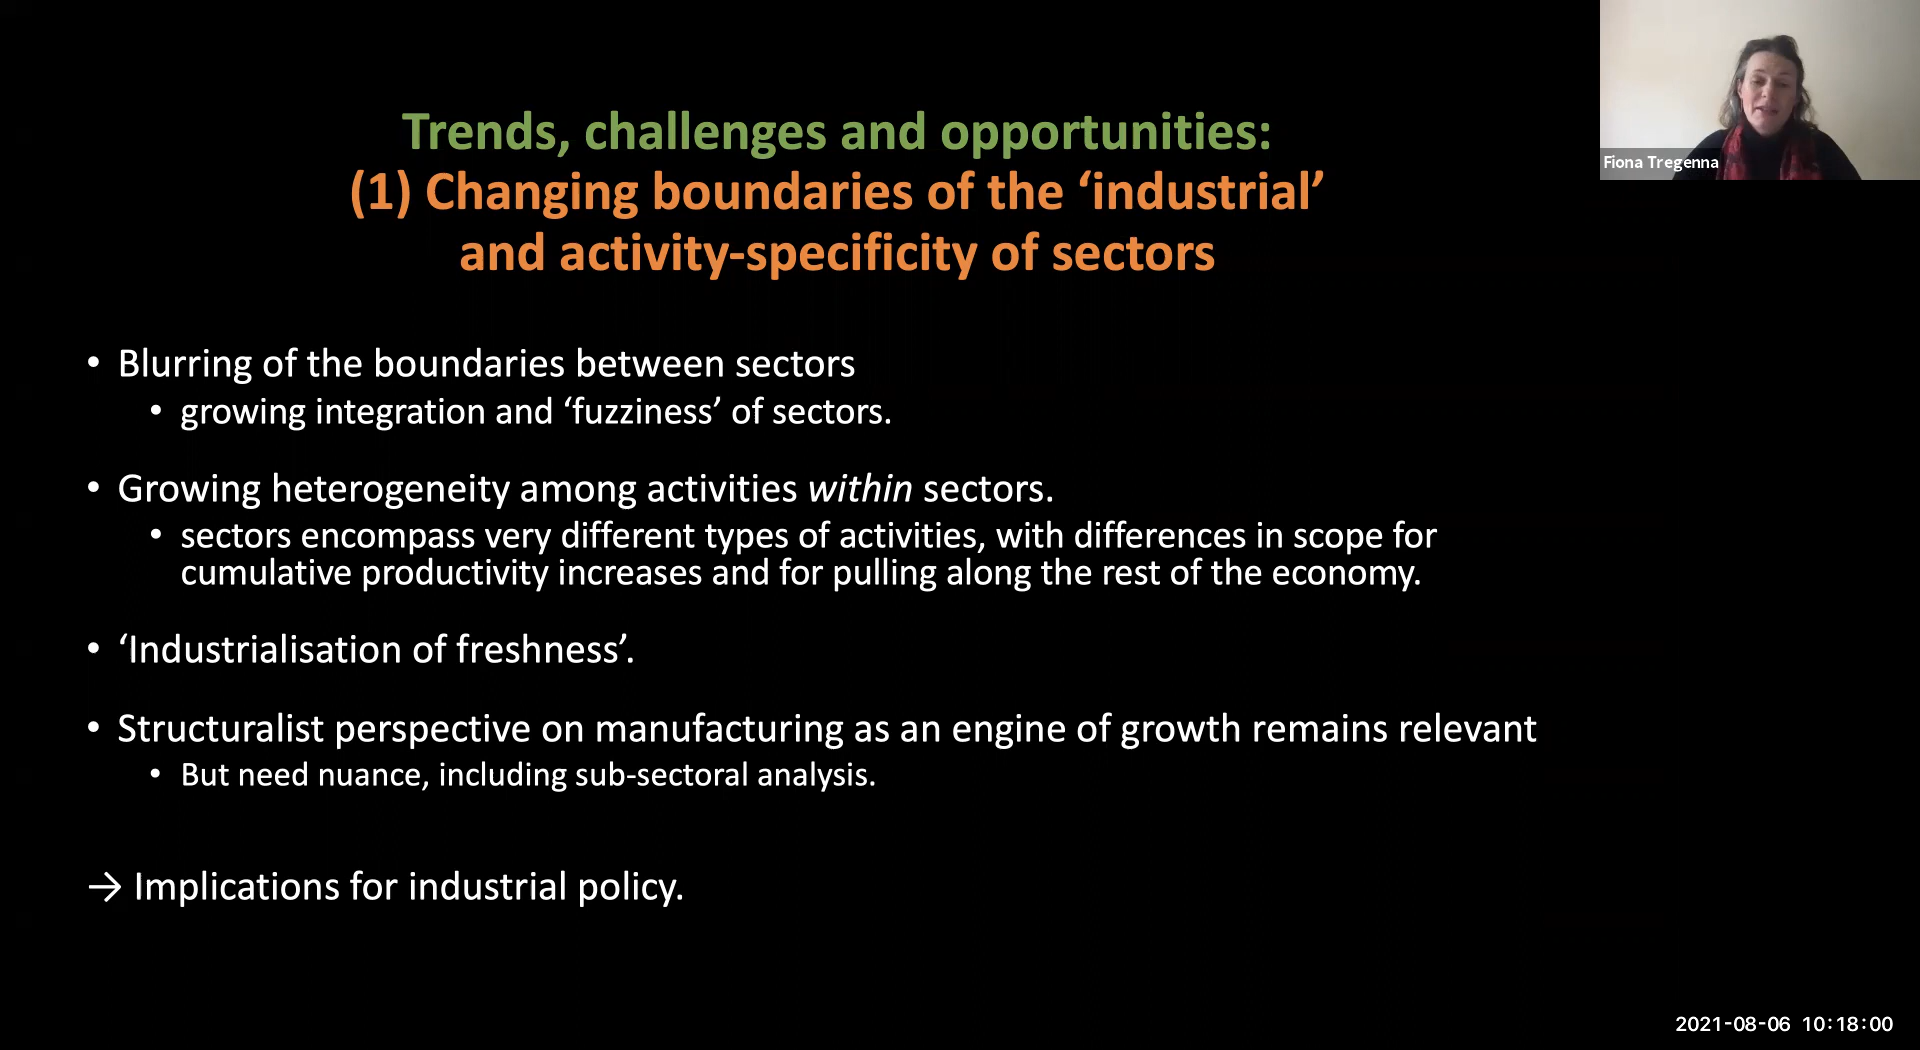 Trends, challenges and opportunities:
(1) Changing boundaries of the ‘industrial’
and activity-specificity of sectors
Fiona Tregenna
• Blurring of the boundaries between sectors
• growing integration and ‘fuzziness’ of sectors.
• Growing heterogeneity among activities within sectors.
• sectors encompass very different types of activities, with differences in scope for
cumulative productivity increases and for pulling along the rest of the economy.
• ‘Industrialisation of freshness’.
• Structuralist perspective on manufacturing as an engine of growth remains relevant
• But need nuance, including sub-sectoral analysis.
→ Implications for industrial policy.
2021-08-06 10:18:00